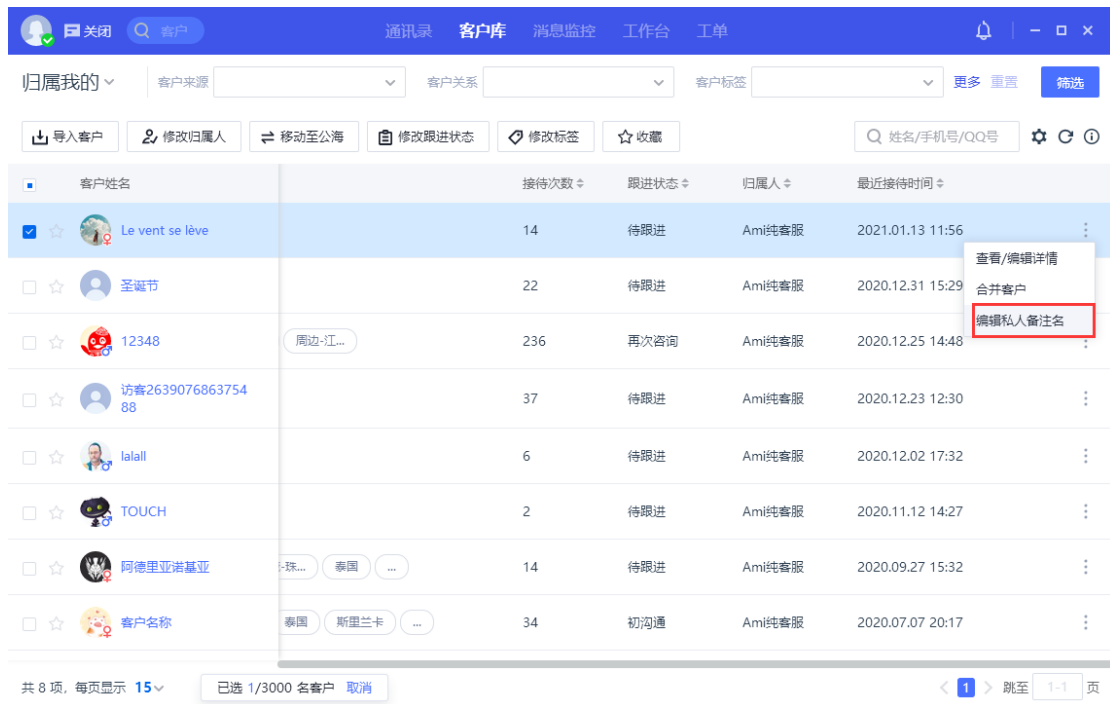 关闭
客户
通讯录
客户库
消息监控
工作台
工单
归属我的
客户来源
客户关系
客户标签
更多
重置
筛选
导入客户
修改归属人
移动至公海
修改跟进状态
修改标签
收藏
姓名/手机号/QQ号
客户姓名
接待次数
跟进状态
归属人
最近接待时间
Le vent se lève
14
待跟进
Ami纯客服
2021.01.13 11:56
查看/编辑详情
合并客户
编辑私人备注名
圣诞节
22
待跟进
Ami纯客服
2020.12.31 15:29
12348
周边-江...
236
再次咨询
Ami纯客服
2020.12.25 14:48
访客2639076863754
88
37
待跟进
Ami纯客服
2020.12.23 12:30
lalall
6
待跟进
Ami纯客服
2020.12.02 17:32
TOUCH
2
待跟进
Ami纯客服
2020.11.12 14:27
阿德里亚诺基亚
-珠...
泰国
...
14
待跟进
Ami纯客服
2020.09.27 15:32
客户名称
泰国
斯里兰卡
...
34
初沟通
Ami纯客服
2020.07.07 20:17
共 8 项, 每页显示 15
已选 1/3000 名客户 取消
1
跳至 1-1 页